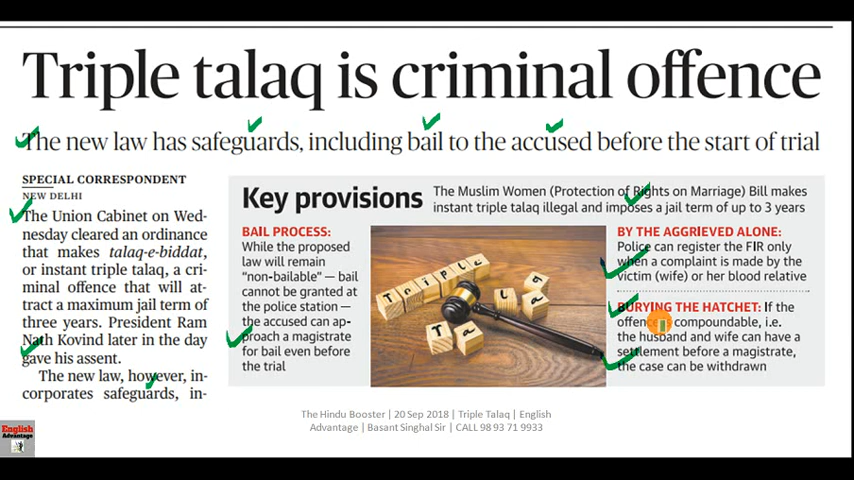 Triple talaq is criminal offence
The new law has safeguards, including bail to the accused before the start of trial
SPECIAL CORRESPONDENT
NEW DELHI
The Union Cabinet on Wed-
nesday cleared an ordinance
that makes talaq-e-biddat,
or instant triple talaq, a cri-
minal offence that will at-
tract a maximum jail term of
three years. President Ram
Nath Kovind later in the day
gave his assent.
The new law, however, in-
corporates safeguards, in-
Key provisions
The Muslim Women (Protection of Rights on Marriage) Bill makes
instant triple talaq illegal and imposes a jail term of up to 3 years
BAIL PROCESS:
While the proposed
law will remain
“non-bailable” — bail
cannot be granted at
the police station —
the accused can ap-
proach a magistrate
for bail even before
the trial
Triple
Ta
la
q
BY THE AGGRIEVED ALONE:
Police can register the FIR only
when a complaint is made by the
victim (wife) or her blood relative
BURYING THE HATCHET: If the
offence is compoundable, i.e.
the husband and wife can have a
settlement before a magistrate,
the case can be withdrawn
The Hindu Booster | 20 Sep 2018 | Triple Talaq | English
Advantage | Basant Singhal Sir | CALL 98 93 71 9933
English
Advantage